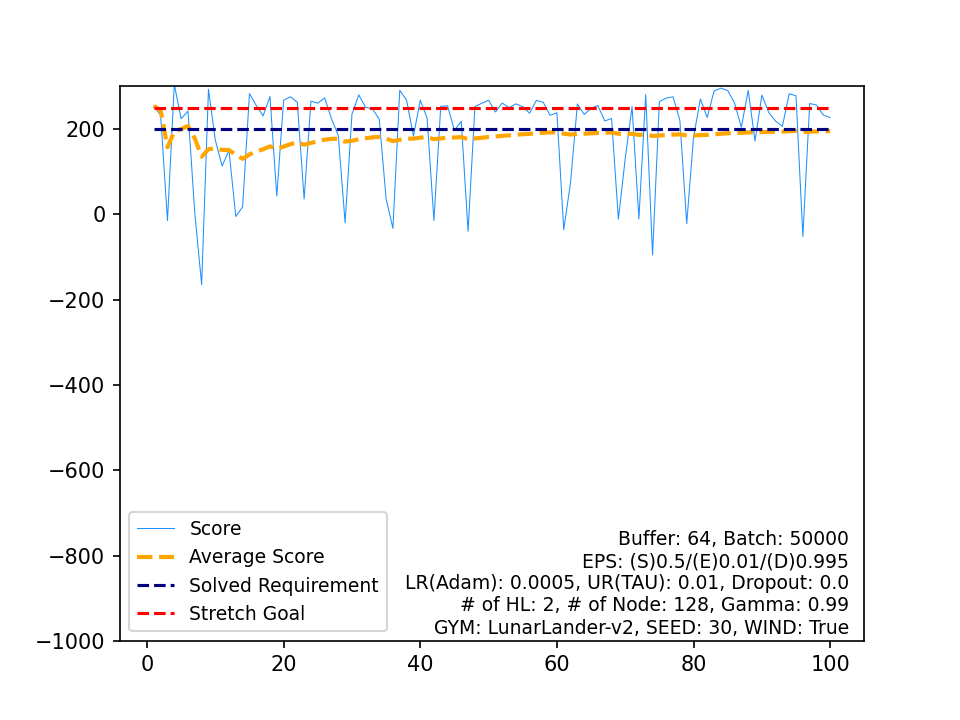 200
0
−200
−400
−600
−800
−1000
0
20
40
60
80
100
Score
Average Score
Solved Requirement
Stretch Goal
Buffer: 64, Batch: 50000
EPS: (S)0.5/(E)0.01/(D)0.995
LR(Adam): 0.0005, UR(TAU): 0.01, Dropout: 0.0
# of HL: 2, # of Node: 128, Gamma: 0.99
GYM: LunarLander-v2, SEED: 30, WIND: True